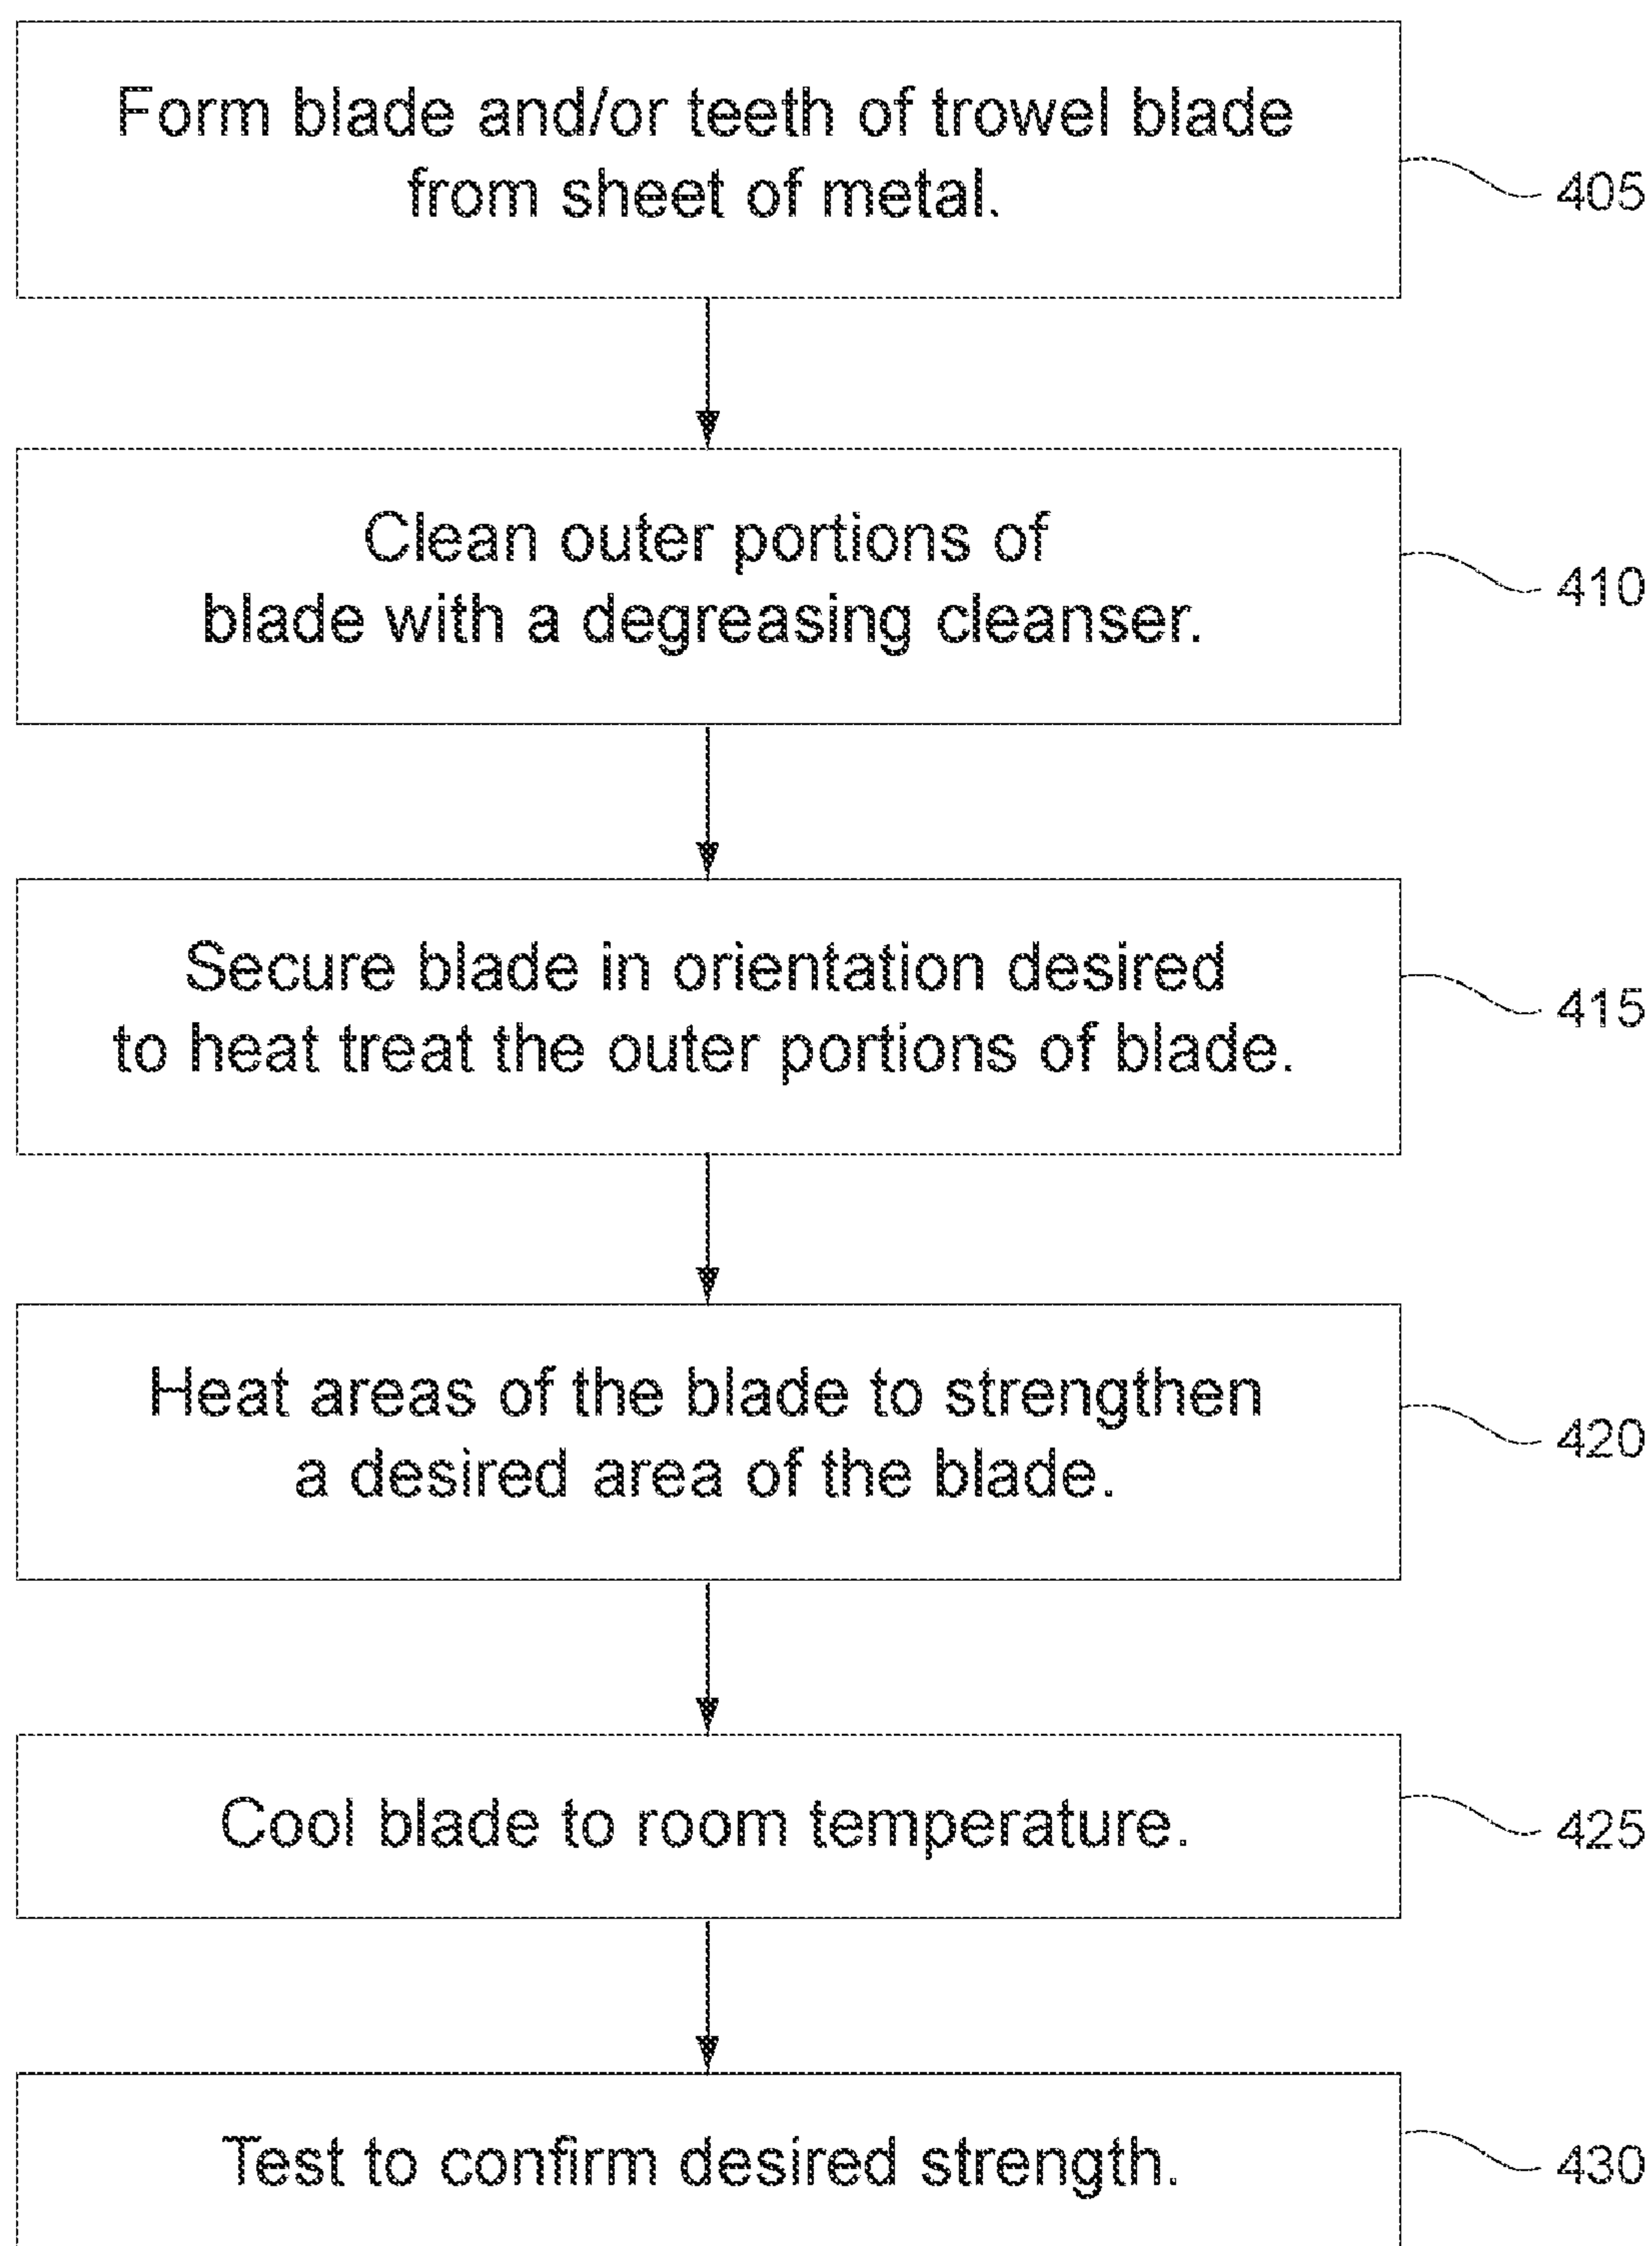 Form blade and/or teeth of trowel blade
from sheet of metal.
405
Clean outer portions of
blade with a degreasing cleanser.
410
Secure blade in orientation desired
to heat treat the outer portions of blade.
415
Heat areas of the blade to strengthen
a desired area of the blade.
420
Cool blade to room temperature.
425
Test to confirm desired strength.
430